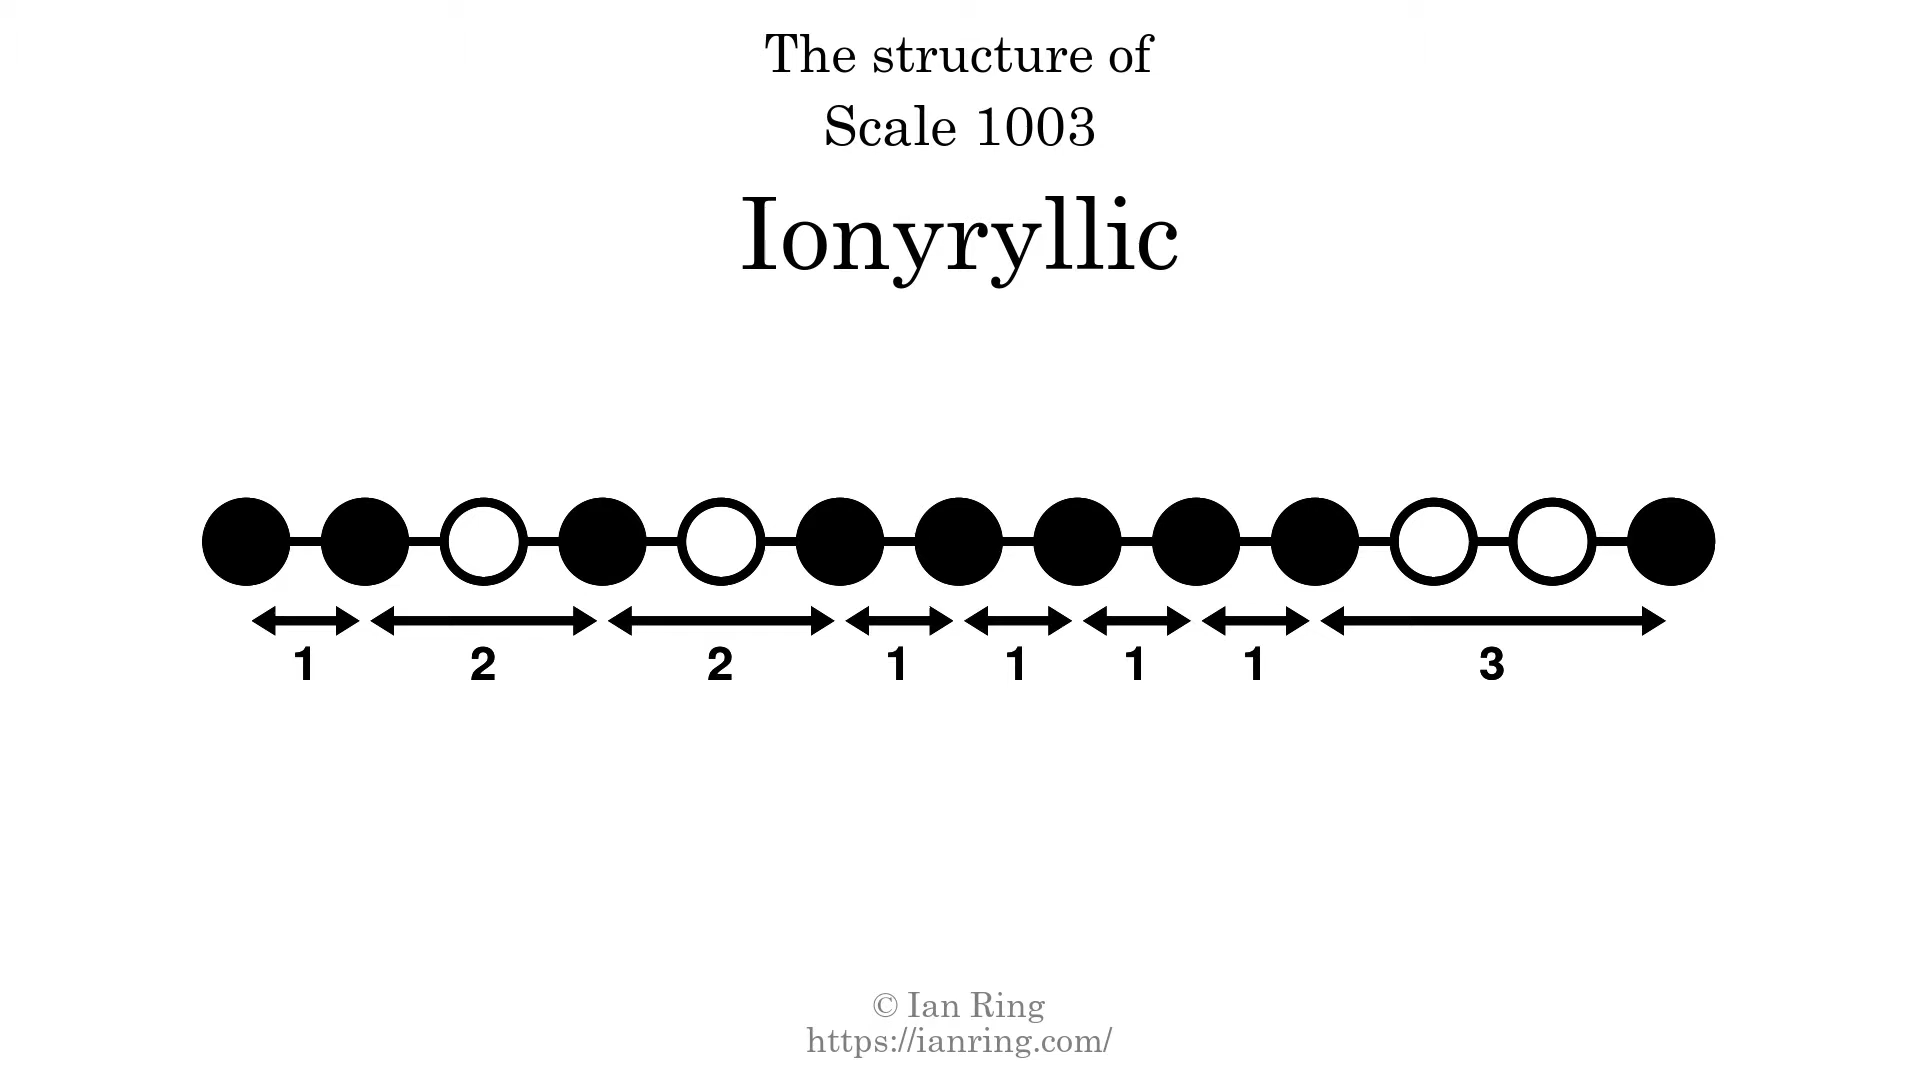 The structure of
Scale 1003
Ionyryllic
1 2 2 1 1 1 1 3
© Ian Ring
https://ianring.com/